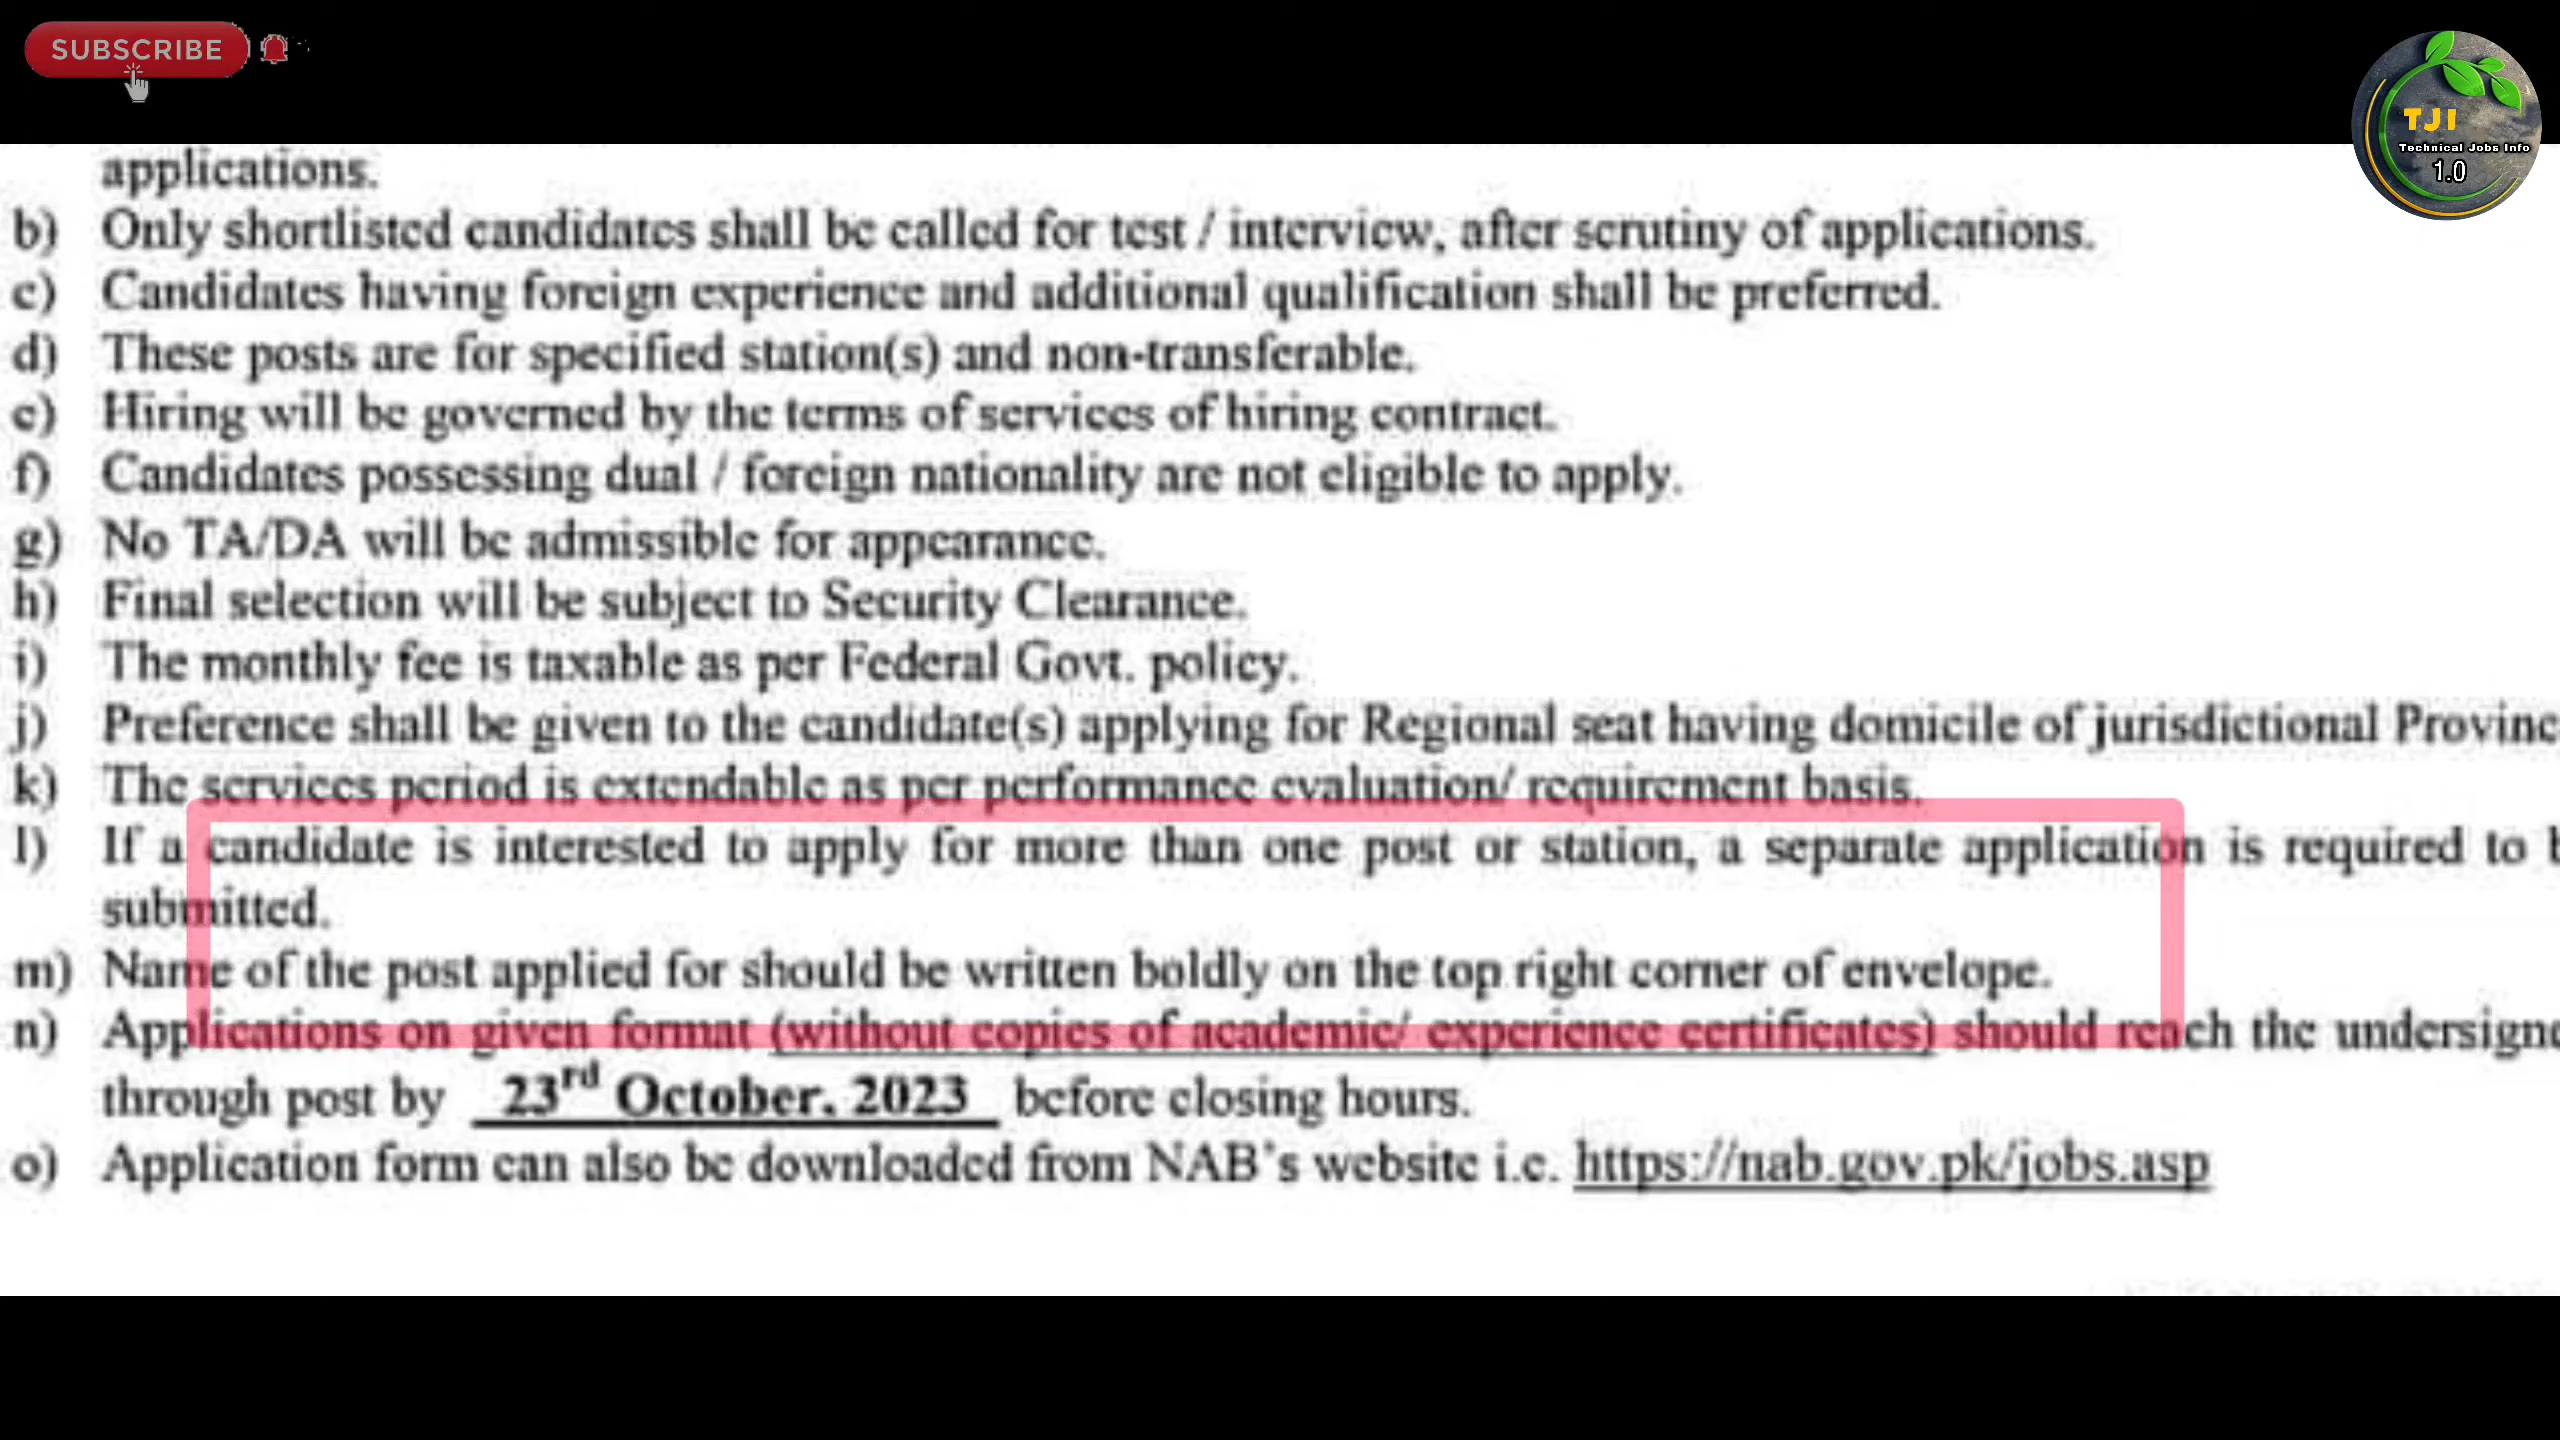 SUBSCRIBE
TJI
Technical Jobs Info
1.0
applications.
b) Only shortlisted candidates shall be called for test / interview, after scrutiny of applications.
c) Candidates having foreign experience and additional qualification shall be preferred.
d) These posts are for specified station(s) and non-transferable.
e) Hiring will be governed by the terms of services of hiring contract.
f) Candidates possessing dual / foreign nationality are not eligible to apply.
g) No TA/DA will be admissible for appearance.
h) Final selection will be subject to Security Clearance.
i) The monthly fee is taxable as per Federal Govt. policy.
j) Preference shall be given to the candidate(s) applying for Regional seat having domicile of jurisdictional Provinc
k) The services period is extendable as per performance evaluation/ requirement basis.
l) If a candidate is interested to apply for more than one post or station, a separate application is required to b
submitted.
m) Name of the post applied for should be written boldly on the top right corner of envelope.
n) Applications on given format (without copies of academic/ experience certificates) should reach the undersigne
through post by 23rd October, 2023 before closing hours.
o) Application form can also be downloaded from NAB's website i.e. https://nab.gov.pk/jobs.asp